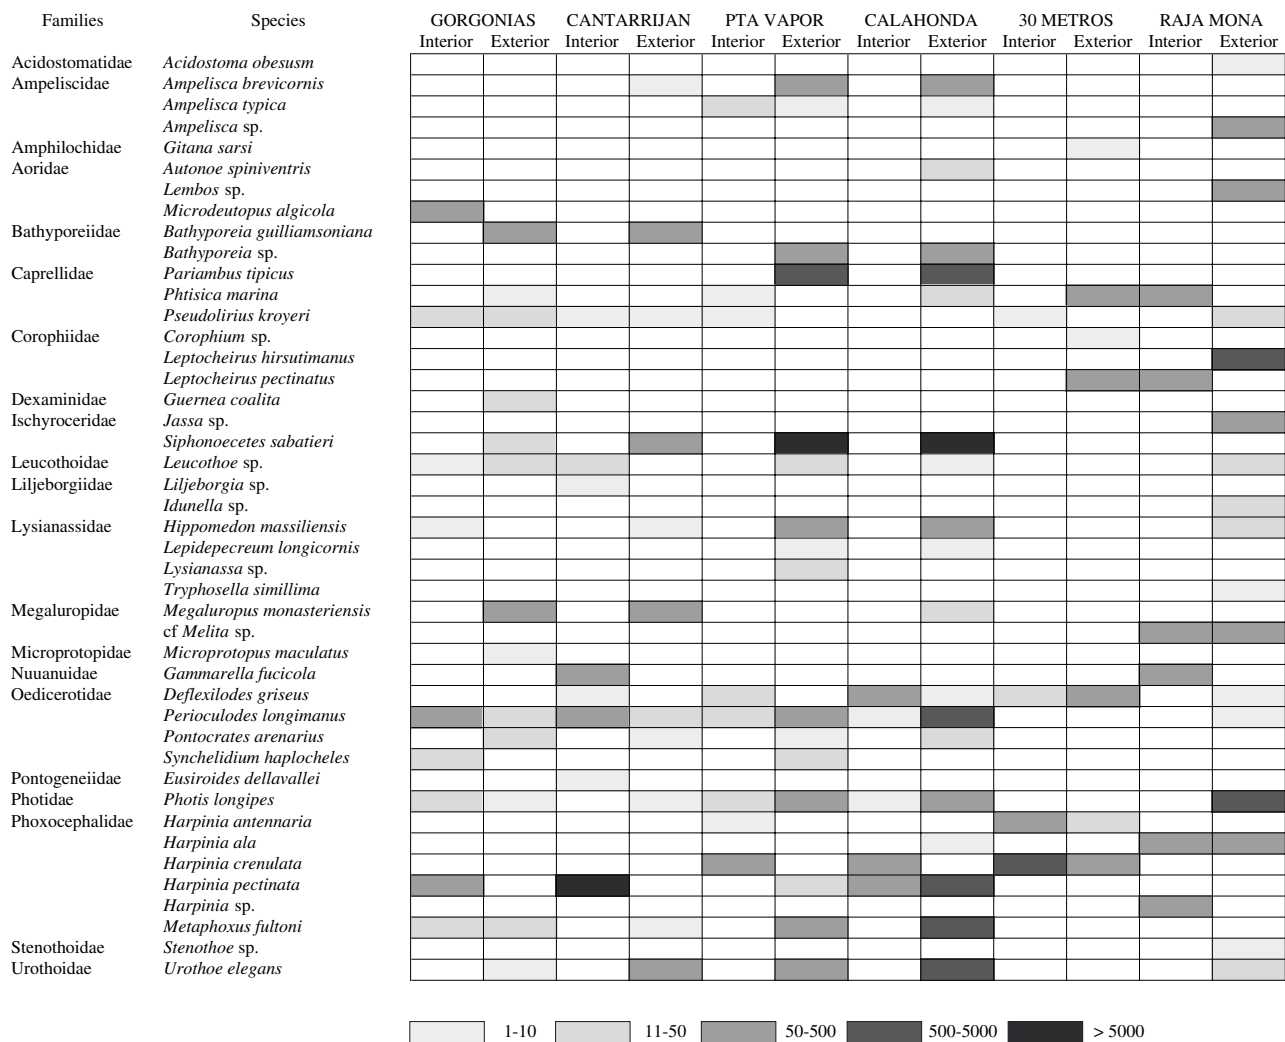 Families Species GORGONIAS CANTARRIJAN PTA VAPOR CALAHONDA 30 METROS RAJA MONA
Interior Exterior Interior Exterior Interior Exterior Interior Exterior Interior Exterior Interior Exterior
Acidostomatidae Acidostoma obesusm
Ampeliscidae Ampelisca brevicornis
Ampelisca typica
Ampelisca sp.
Amphilochidae Gitana sarsi
Aoridae Autonoe spiniventris
Lembos sp.
Microdeutopus algicola
Bathyporeiidae Bathyporeia guilliamsoniana
Bathyporeia sp.
Caprellidae Pariambus tipicus
Phtisica marina
Pseudolirius kroyeri
Corophiidae Corophium sp.
Leptocheirus hirsutimanus
Leptocheirus pectinatus
Dexaminidae Guernea coalita
Ischyroceridae Jassa sp.
Siphonoecetes sabatieri
Leucothoidae Leucothoe sp.
Liljeborgiidae Liljeborgia sp.
Idunella sp.
Lysianassidae Hippomedon massiliensis
Lepidepecreum longicornis
Lysianassa sp.
Tryphosella simillima
Megaluropidae Megaluropus monasteriensis
cf Melita sp.
Microprotopidae Microprotopus maculatus
Nuuanuidae Gammarella fucicola
Oedicerotidae Deflexilodes griseus
Perioculodes longimanus
Pontocrates arenarius
Synchelidium haplocheles
Pontogeneiidae Eusiroides dellavallei
Photidae Photis longipes
Phoxocephalidae Harpinia antennaria
Harpinia ala
Harpinia crenulata
Harpinia pectinata
Harpinia sp.
Metaphoxus fultoni
Stenothoidae Stenothoe sp.
Urothoidae Urothoe elegans
1-10 11-50 50-500 500-5000 > 5000